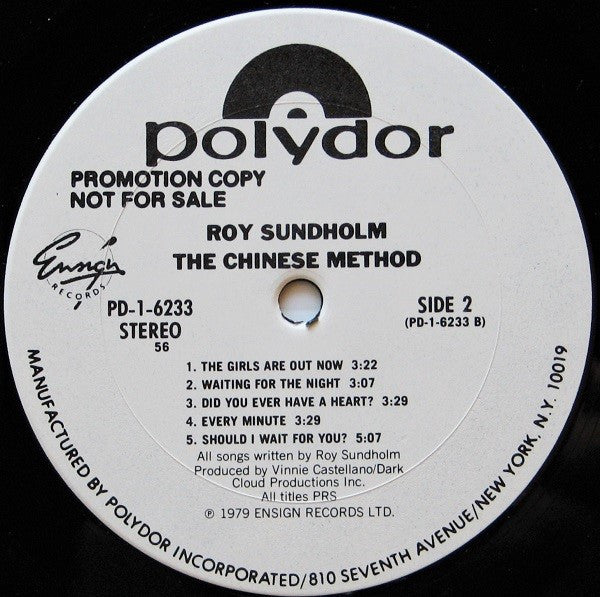 polydor
PROMOTION COPY
NOT FOR SALE
ROY SUNDHOLM
THE CHINESE METHOD
Ensign
RECORDS
PD-1-6233
STEREO
56
SIDE 2
(PD-1-6233 B)
1. THE GIRLS ARE OUT NOW 3:22
2. WAITING FOR THE NIGHT 3:07
3. DID YOU EVER HAVE A HEART? 3:29
4. EVERY MINUTE 3:29
5. SHOULD I WAIT FOR YOU? 5:07
All songs written by Roy Sundholm
Produced by Vinnie Castellano/Dark
Cloud Productions Inc.
All titles PRS
℗ 1979 ENSIGN RECORDS LTD.
MANUFACTURED BY POLYDOR INCORPORATED/810 SEVENTH AVENUE/NEW YORK, N.Y. 10019